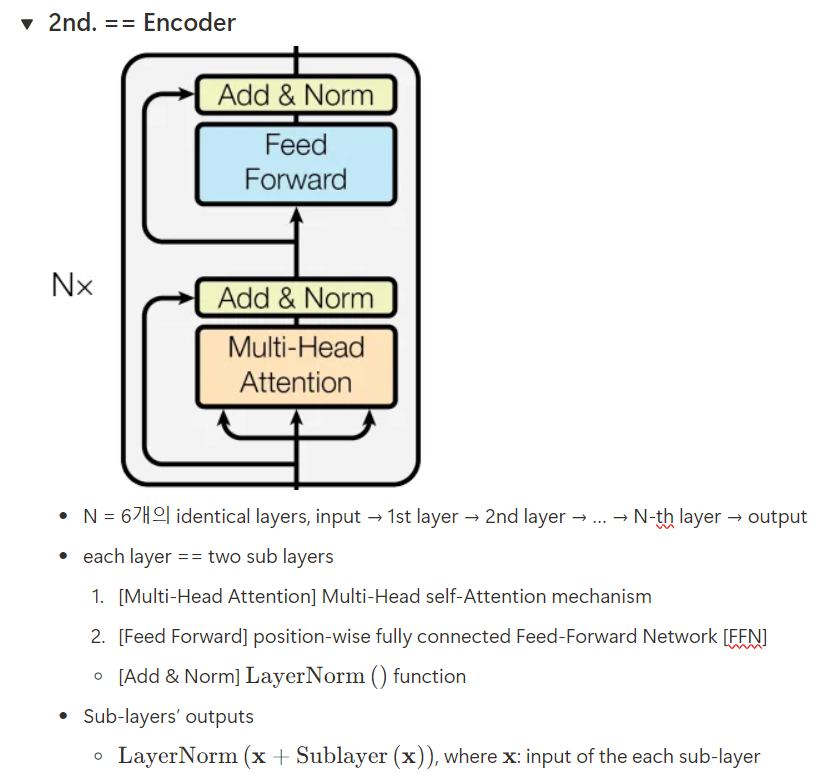 2nd. == Encoder
Add & Norm
Feed
Forward
Nx
Add & Norm
Multi-Head
Attention
N = 6개의 identical layers, input → 1st layer → 2nd layer → ... → N-th layer → output
each layer == two sub layers
1. [Multi-Head Attention] Multi-Head self-Attention mechanism
2. [Feed Forward] position-wise fully connected Feed-Forward Network [FFN]
[Add & Norm] LayerNorm () function
Sub-layers' outputs
LayerNorm (x + Sublayer (x)), where x: input of the each sub-layer